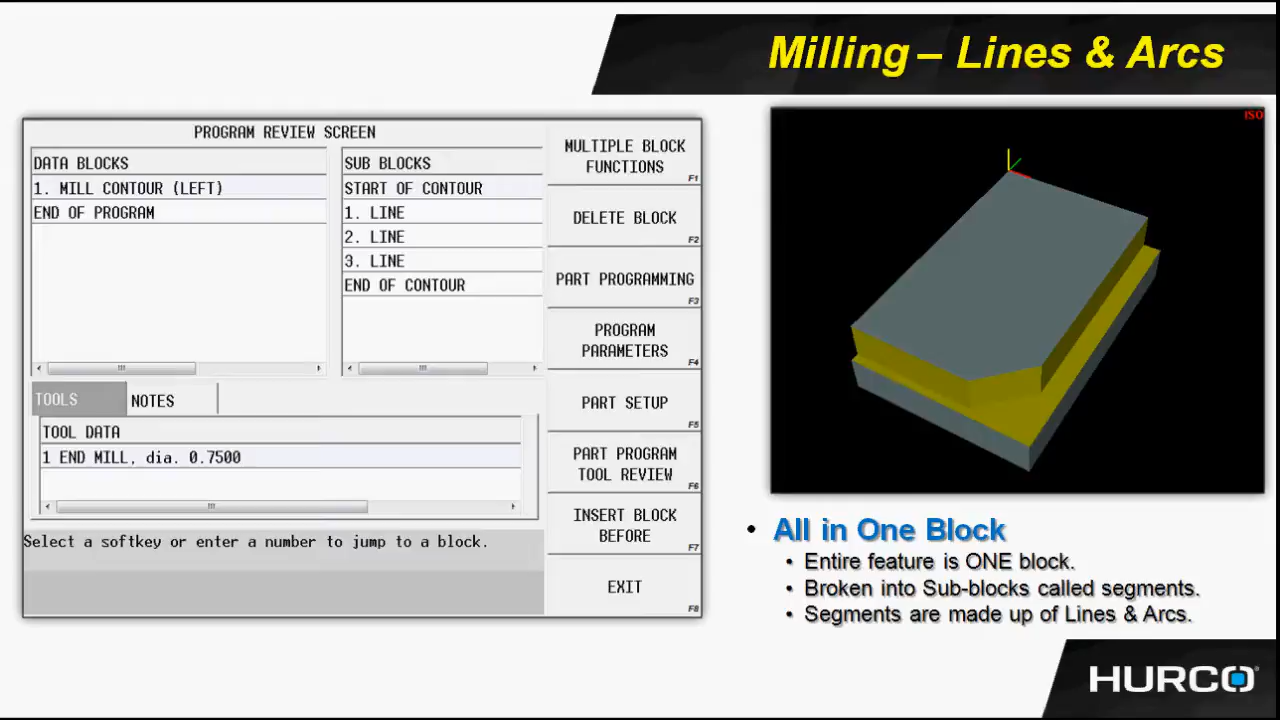 Milling – Lines & Arcs
PROGRAM REVIEW SCREEN
DATA BLOCKS
1. MILL CONTOUR (LEFT)
END OF PROGRAM
SUB BLOCKS
START OF CONTOUR
1. LINE
2. LINE
3. LINE
END OF CONTOUR
TOOLS
NOTES
TOOL DATA
1 END MILL, dia. 0.7500
Select a softkey or enter a number to jump to a block.
MULTIPLE BLOCK
FUNCTIONS
F1
DELETE BLOCK
F2
PART PROGRAMMING
F3
PROGRAM
PARAMETERS
F4
PART SETUP
F5
PART PROGRAM
TOOL REVIEW
F6
INSERT BLOCK
BEFORE
F7
EXIT
F8
ISO
• All in One Block
• Entire feature is ONE block.
• Broken into Sub-blocks called segments.
• Segments are made up of Lines & Arcs.
HURCO